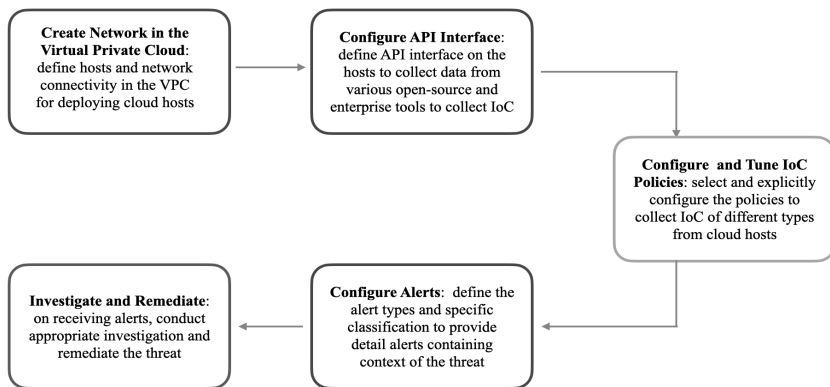 Create Network in the
Virtual Private Cloud:
define hosts and network
connectivity in the VPC
for deploying cloud hosts
Configure API Interface:
define API interface on the
hosts to collect data from
various open-source and
enterprise tools to collect IoC
Configure and Tune IoC
Policies: select and explicitly
configure the policies to
collect IoC of different types
from cloud hosts
Configure Alerts: define the
alert types and specific
classification to provide
detail alerts containing
context of the threat
Investigate and Remediate:
on receiving alerts, conduct
appropriate investigation and
remediate the threat